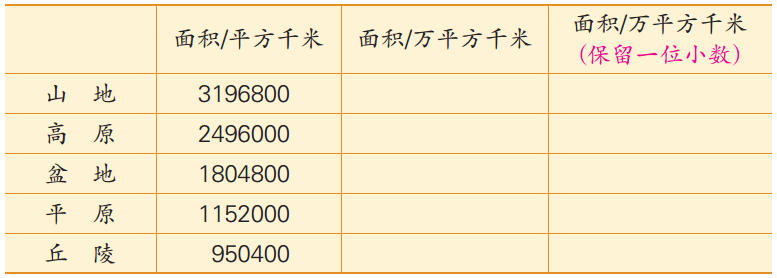 面积/平方千米 面积/万平方千米 面积/万平方千米
(保留一位小数)
山 地 3196800
高 原 2496000
盆 地 1804800
平 原 1152000
丘 陵 950400